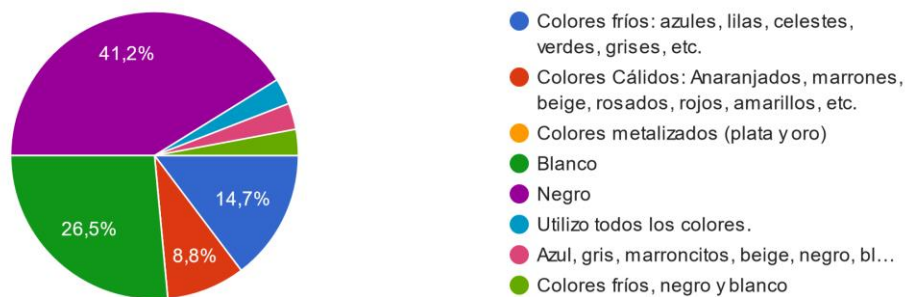 41,2%
14,7%
26,5%
8,8%
Colores fríos: azules, lilas, celestes,
verdes, grises, etc.
Colores Cálidos: Anaranjados, marrones,
beige, rosados, rojos, amarillos, etc.
Colores metalizados (plata y oro)
Blanco
Negro
Utilizo todos los colores.
Azul, gris, marroncitos, beige, negro, bl…
Colores fríos, negro y blanco